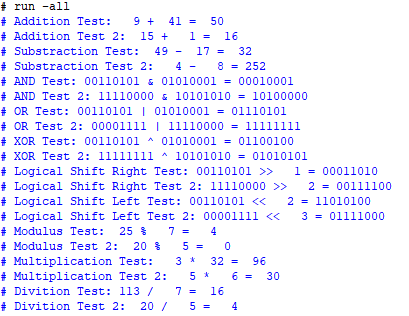 # run -all
# Addition Test:   9 +  41 =  50
# Addition Test 2:  15 +   1 =  16
# Substraction Test:  49 -  17 =  32
# Substraction Test 2:   4 -   8 = 252
# AND Test: 00110101 & 01010001 = 00010001
# AND Test 2: 11110000 & 10101010 = 10100000
# OR Test: 00110101 | 01010001 = 01110101
# OR Test 2: 00001111 | 11110000 = 11111111
# XOR Test: 00110101 ^ 01010001 = 01100100
# XOR Test 2: 11111111 ^ 10101010 = 01010101
# Logical Shift Right Test: 00110101 >>   1 = 00011010
# Logical Shift Right Test 2: 11110000 >>   2 = 00111100
# Logical Shift Left Test: 00110101 <<   2 = 11010100
# Logical Shift Left Test 2: 00001111 <<   3 = 01111000
# Modulus Test:  25 %   7 =   4
# Modulus Test 2:  20 %   5 =   0
# Multiplication Test:   3 *  32 =  96
# Multiplication Test 2:   5 *   6 =  30
# Divition Test: 113 /   7 =  16
# Divition Test 2:  20 /   5 =   4